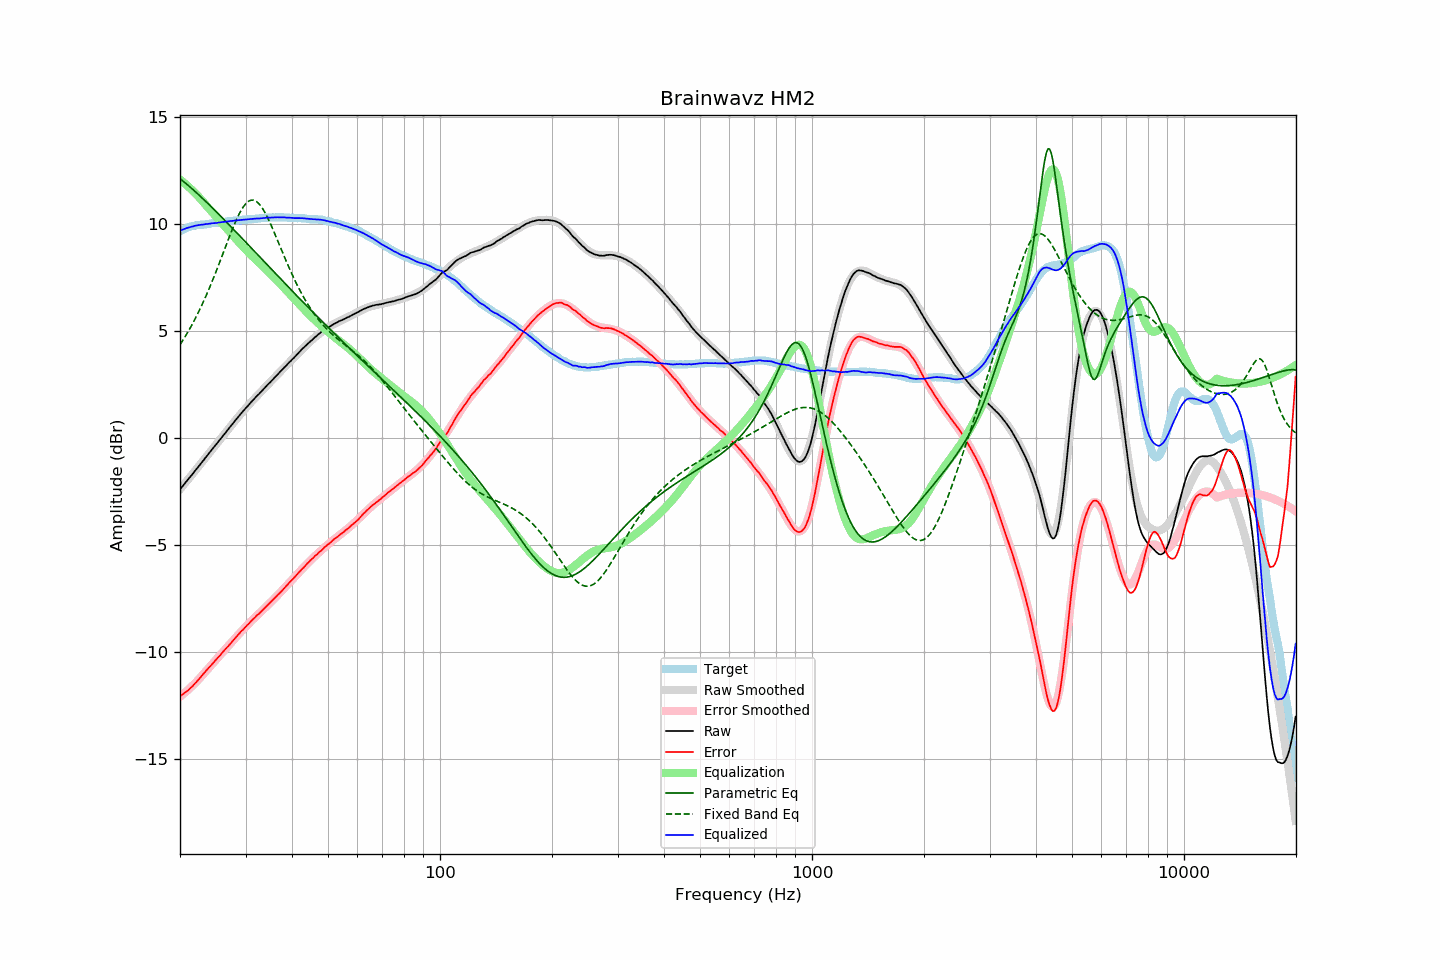 Brainwavz HM2
15
10
5
0
−5
−10
−15
Amplitude (dBr)
Target
Raw Smoothed
Error Smoothed
Raw
Error
Equalization
Parametric Eq
Fixed Band Eq
Equalized
100 1000 10000
Frequency (Hz)